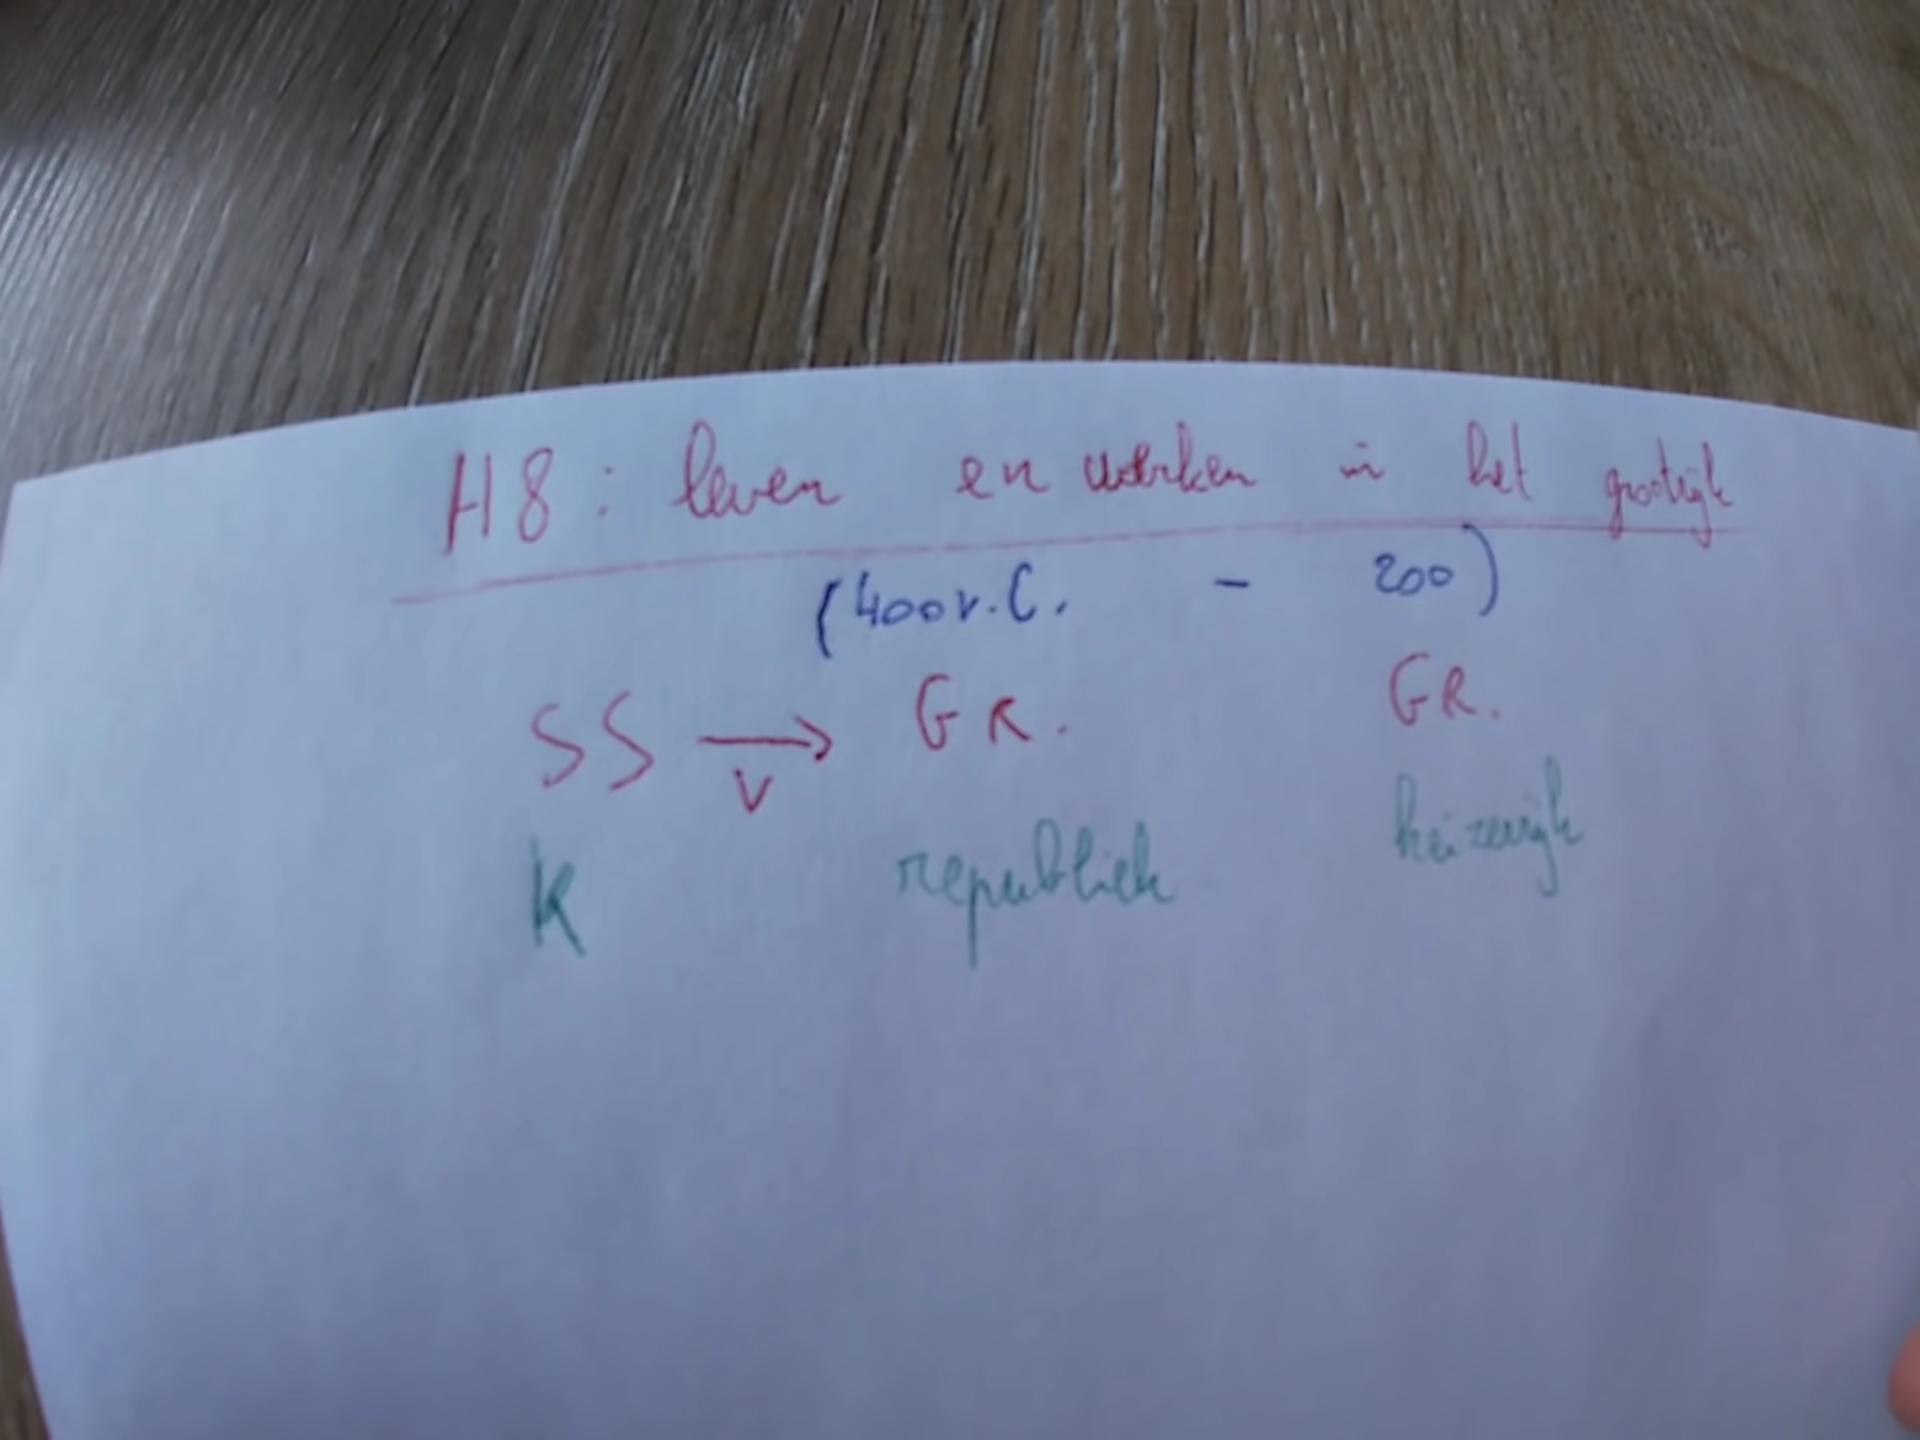 H8: leven en werken in het grootrijk
(400 v.C. - 200)
SS → GR. GR.
V
K republiek keizerrijk